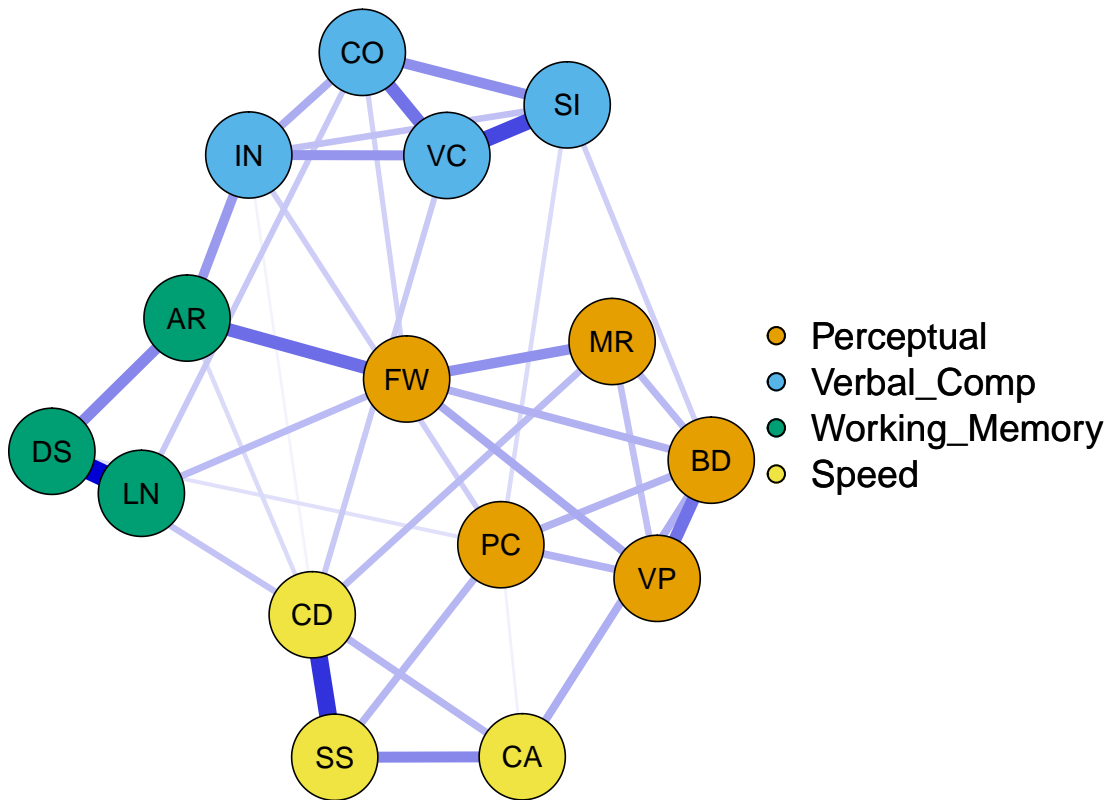 CO
SI
IN
VC
AR
MR
FW
DS
LN
BD
PC
VP
CD
SS
CA
Perceptual
Verbal_Comp
Working_Memory
Speed